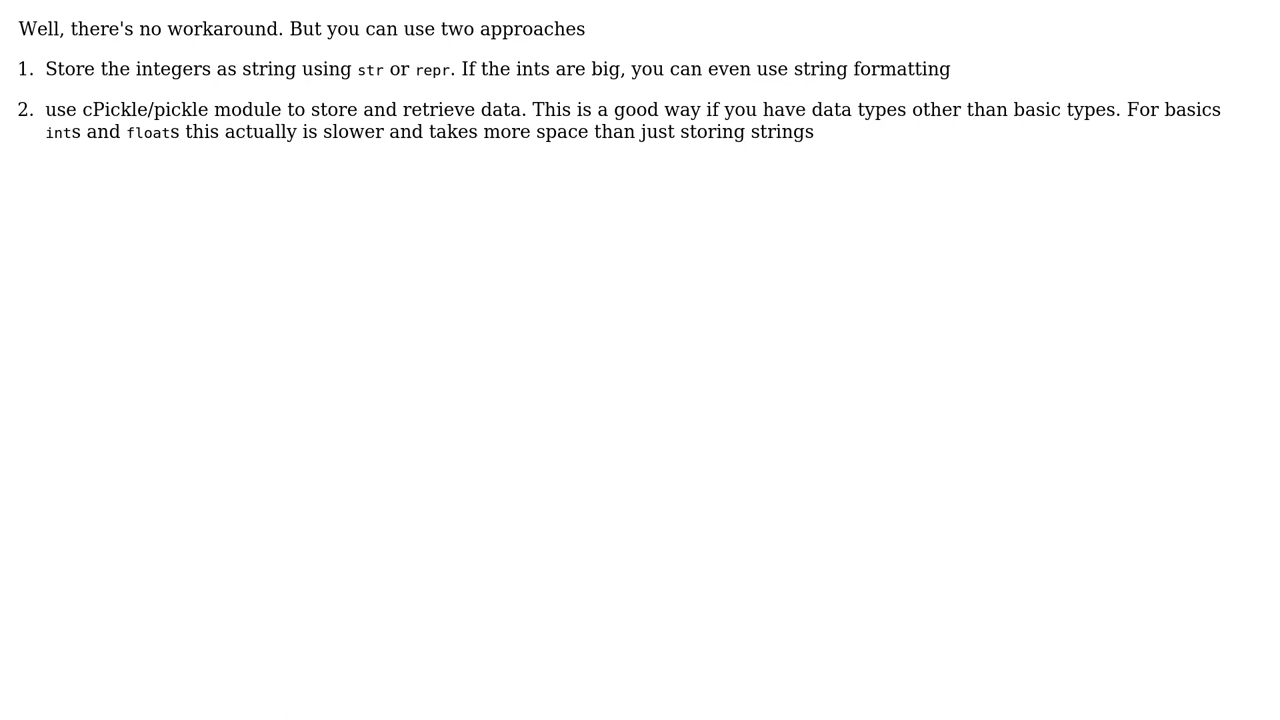 Well, there's no workaround. But you can use two approaches
1. Store the integers as string using str or repr. If the ints are big, you can even use string formatting
2. use cPickle/pickle module to store and retrieve data. This is a good way if you have data types other than basic types. For basics
ints and floats this actually is slower and takes more space than just storing strings